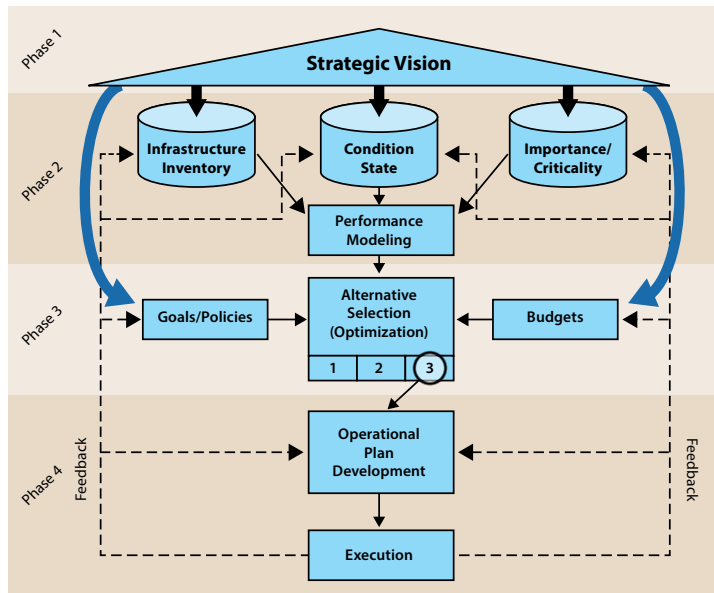 Phase 1
Strategic Vision
Phase 2
Infrastructure
Inventory
Condition
State
Importance/
Criticality
Performance
Modeling
Phase 3
Goals/Policies
Alternative
Selection
(Optimization)
Budgets
1 2 3
Phase 4
Feedback
Operational
Plan
Development
Feedback
Execution